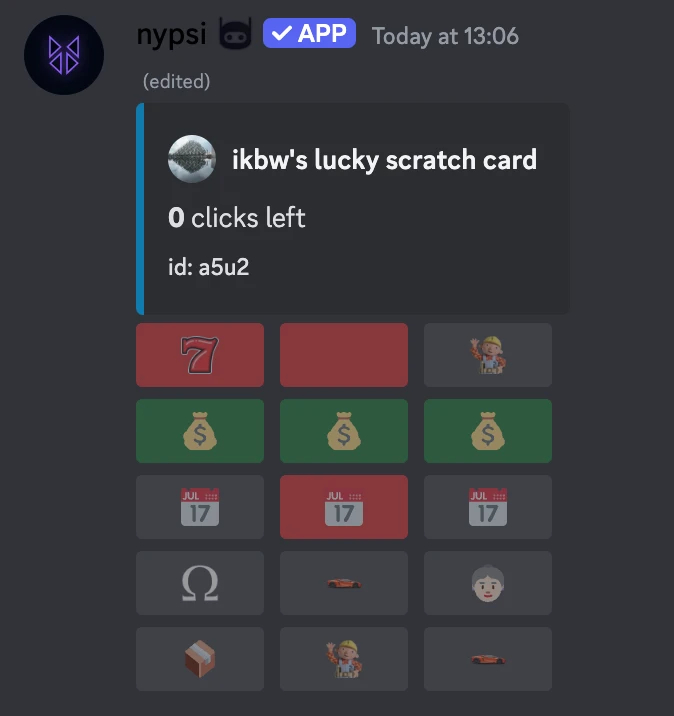 nypsi APP Today at 13:06
(edited)
ikbw's lucky scratch card
0 clicks left
id: a5u2
7
$ $ $
JUL 17 JUL 17 JUL 17
Ω